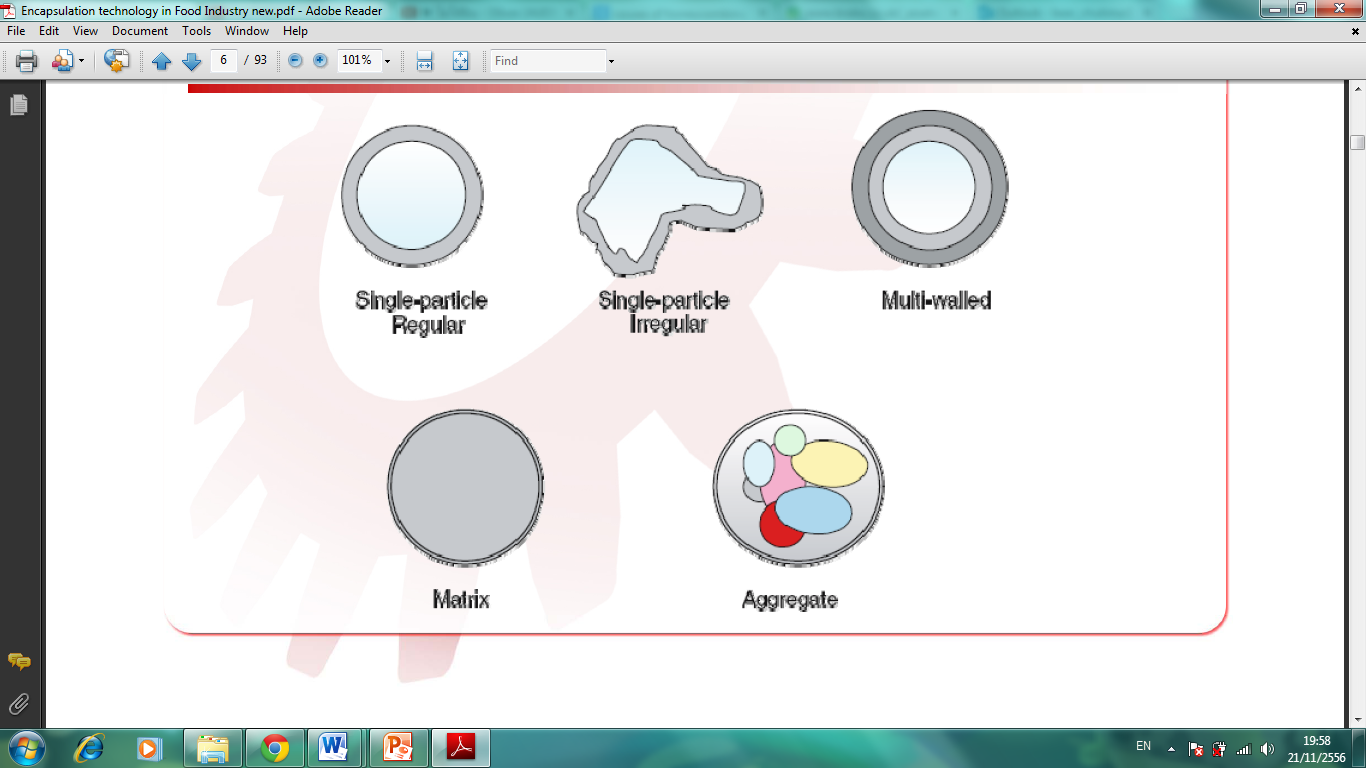 Encapsulation technology in Food Industry new.pdf - Adobe Reader
File Edit View Document Tools Window Help
6 / 93 101% Find
Single-particle
Regular
Single-particle
Irregular
Multi-walled
Matrix
Aggregate
EN
19:58
21/11/2556